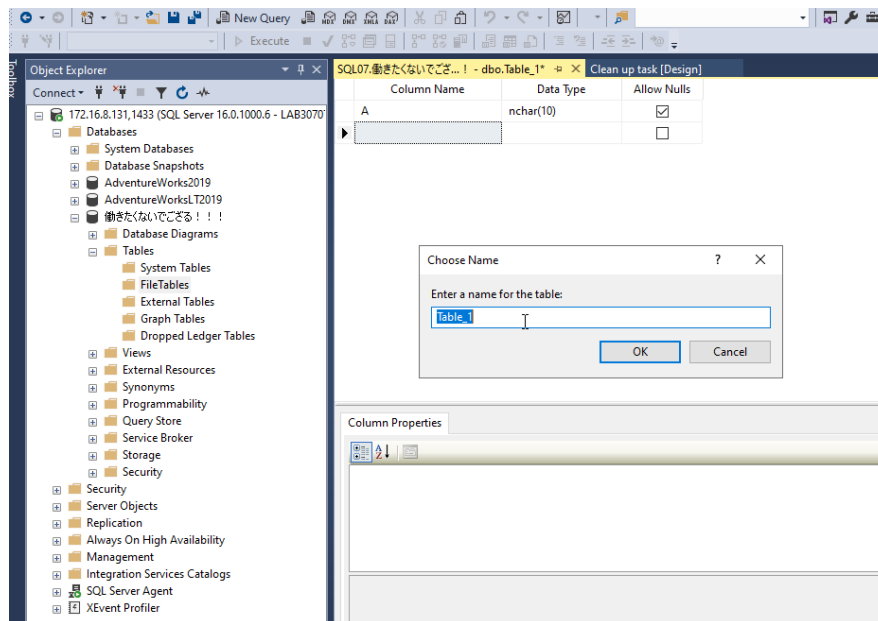 New Query
MDX DMX XMLA DAX
Execute
Toolbox
Object Explorer
Connect
172.16.8.131,1433 (SQL Server 16.0.1000.6 - LAB3070
Databases
System Databases
Database Snapshots
AdventureWorks2019
AdventureWorksLT2019
働きたくないでござる！！！
Database Diagrams
Tables
System Tables
FileTables
External Tables
Graph Tables
Dropped Ledger Tables
Views
External Resources
Synonyms
Programmability
Query Store
Service Broker
Storage
Security
Security
Server Objects
Replication
Always On High Availability
Management
Integration Services Catalogs
SQL Server Agent
XEvent Profiler
SQL07.働きたくないでござ...！ - dbo.Table_1*
Clean up task [Design]
Column Name Data Type Allow Nulls
A nchar(10)
Choose Name ?
Enter a name for the table:
Table_1
OK Cancel
Column Properties